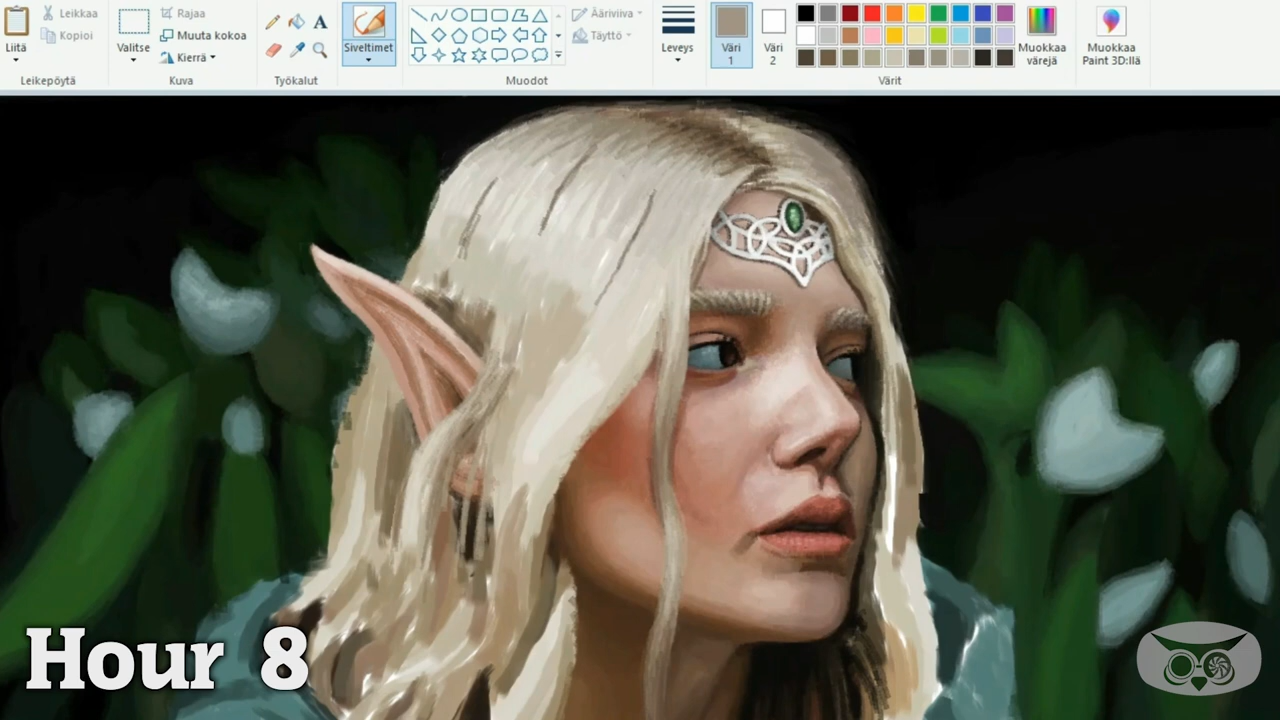 Liitä
Leikkaa
Kopioi
Leikepöytä
Valitse
Rajaa
Muuta kokoa
Kierrä
Kuva
A
Työkalut
Siveltimet
Ääriviiva
Täyttö
Muodot
Leveys
Väri
1
Väri
2
Värit
Muokkaa
värejä
Muokkaa
Paint 3D:llä
Hour 8